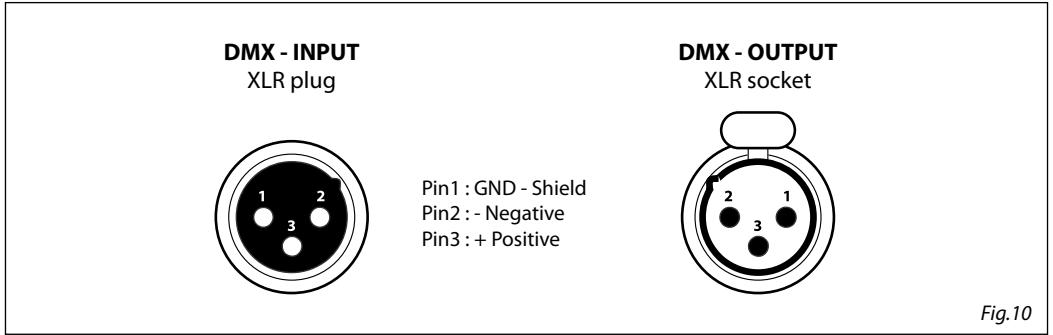 DMX - INPUT
XLR plug
1
2
3
Pin1 : GND - Shield
Pin2 : - Negative
Pin3 : + Positive
DMX - OUTPUT
XLR socket
2
1
3
Fig.10